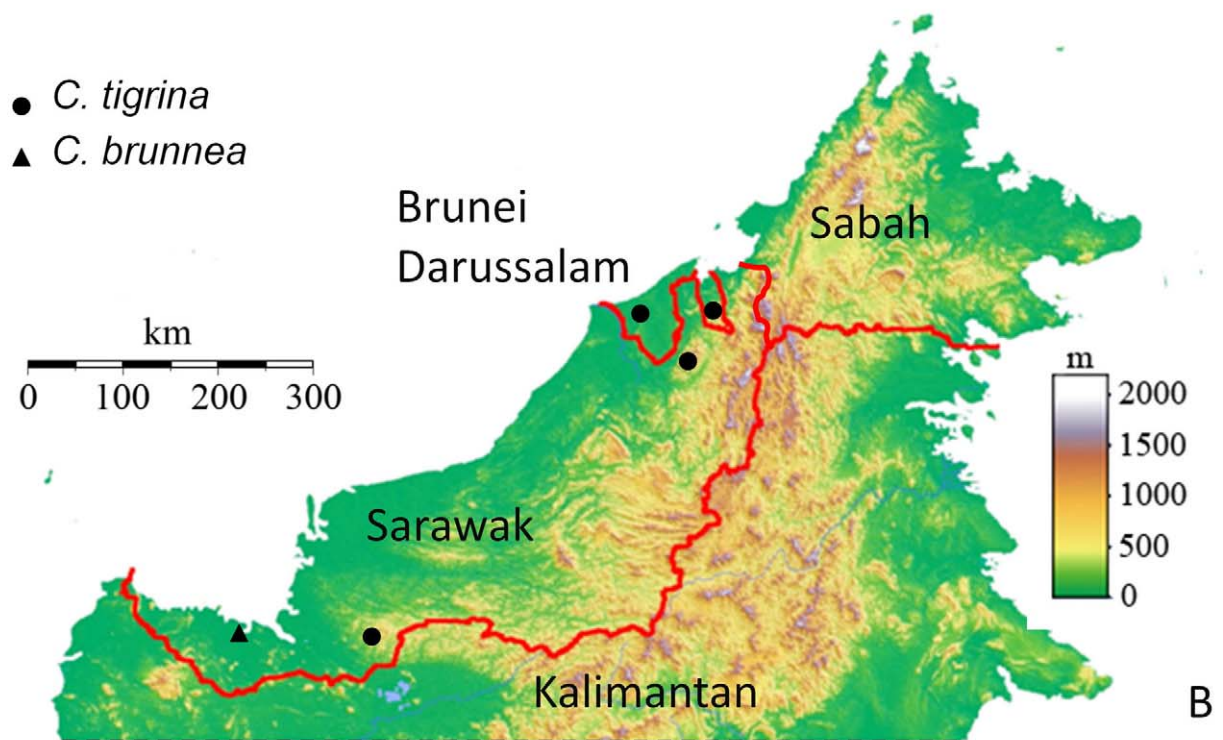 C. tigrina
C. brunnea
Brunei
Darussalam
Sabah
km
0 100 200 300
m
2000
1500
1000
500
0
Sarawak
Kalimantan
B